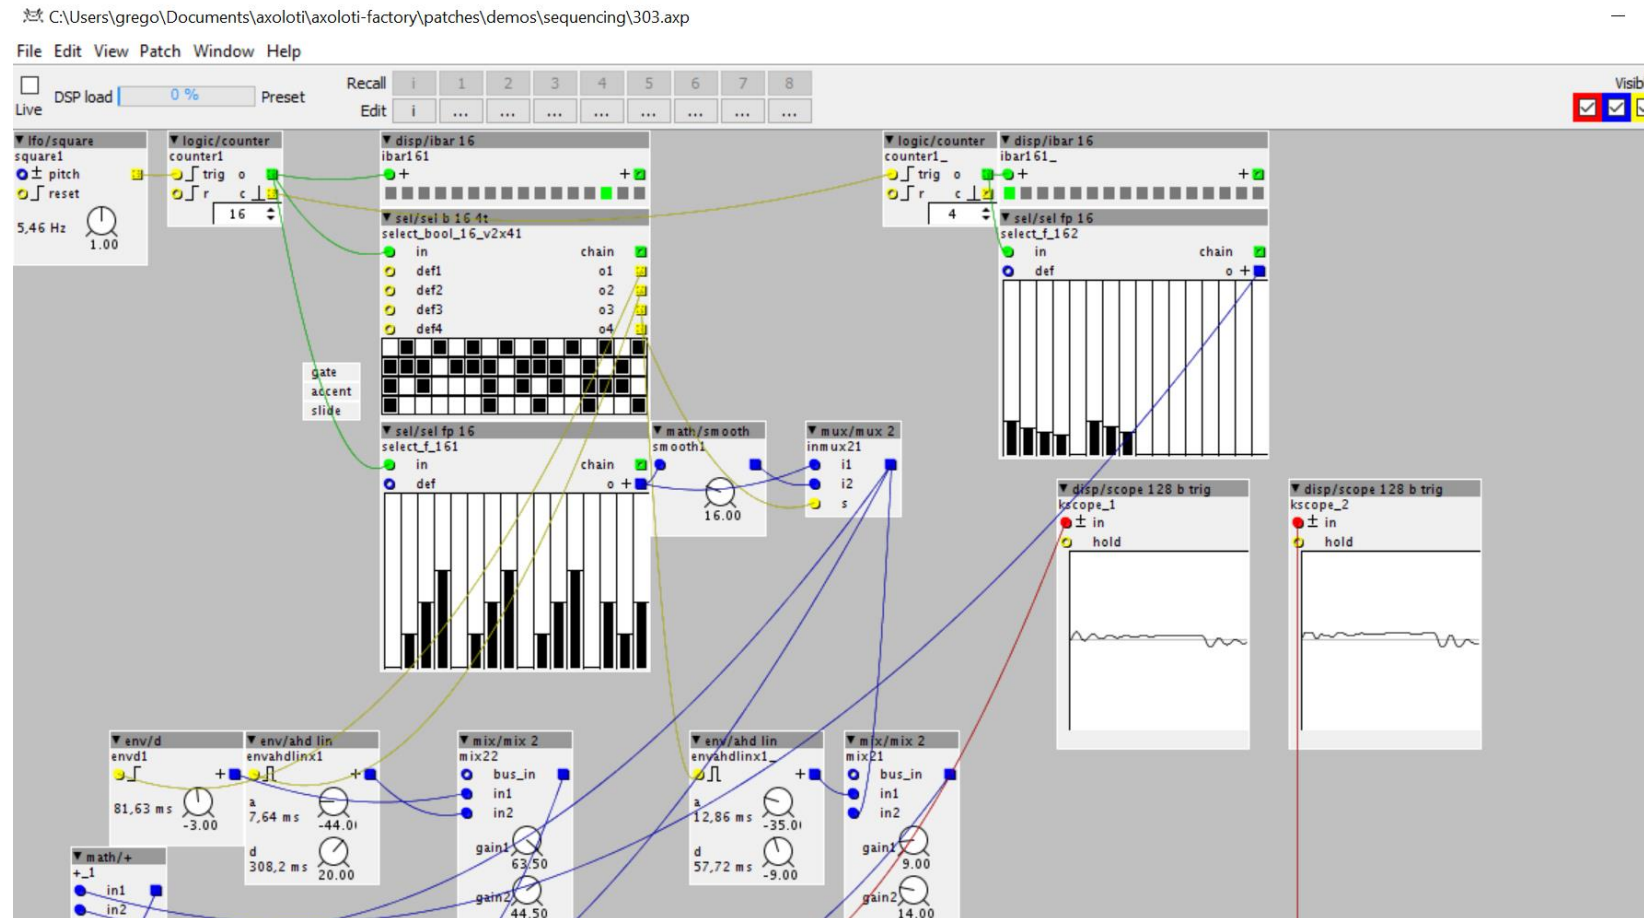 C:\Users\grego\Documents\axoloti\axoloti-factory\patches\demos\sequencing\303.axp
File Edit View Patch Window Help
Live
DSP load
0 %
Preset
Recall i 1 2 3 4 5 6 7 8
Edit i ... ... ... ... ... ... ... ...
Visib
lfo/square
square1
± pitch
reset
5,46 Hz
1.00
logic/counter
counter1
trig o
r c
16
disp/ibar 16
ibar161
+ +
sel/sel b 16 4t
select_bool_16_v2x41
in chain
def1 o1
def2 o2
def3 o3
def4 o4
gate
accent
slide
sel/sel fp 16
select_f_161
in chain
def o +
math/smooth
smooth1
16.00
mux/mux 2
inmux21
i1
i2
s
logic/counter
counter1_
trig o
r c
4
disp/ibar 16
ibar161_
+ +
sel/sel fp 16
select_f_162
in chain
def o +
disp/scope 128 b trig
kscope_1
± in
hold
disp/scope 128 b trig
kscope_2
± in
hold
env/d
envd1
+
81,63 ms
-3.00
env/ahd lin
envahdlinx1
+
a
7,64 ms
-44.0
d
308,2 ms
20.00
mix/mix 2
mix22
bus_in
in1
in2
gain1
63.50
gain2
44.50
env/ahd lin
envahdlinx1_
+
a
12,86 ms
-35.0
d
57,72 ms
-9.00
mix/mix 2
mix21
bus_in
in1
in2
gain1
9.00
gain2
14.00
math/+
+_1
in1
in2